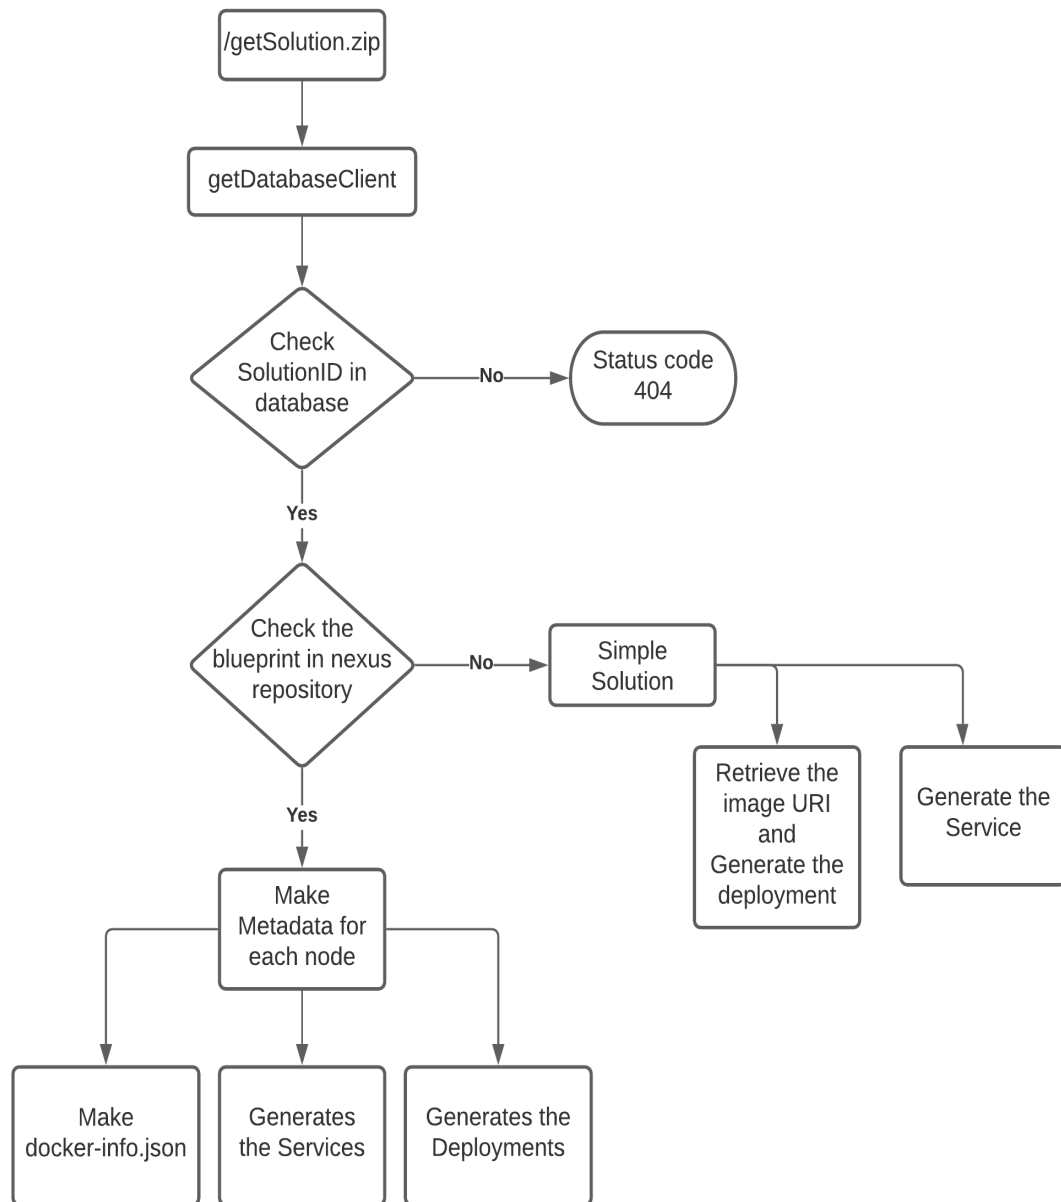 /getSolution.zip
getDatabaseClient
Check
SolutionID in
database
No
Status code
404
Yes
Check the
blueprint in nexus
repository
No
Simple
Solution
Retrieve the
image URI
and
Generate the
deployment
Generate the
Service
Yes
Make
Metadata for
each node
Make
docker-info.json
Generates
the Services
Generates the
Deployments